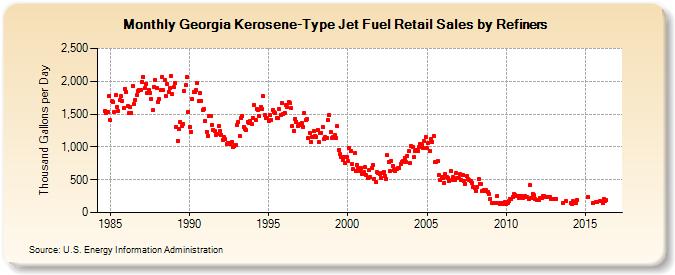 Monthly Georgia Kerosene-Type Jet Fuel Retail Sales by Refiners
Thousand Gallons per Day
2,500
2,000
1,500
1,000
500
0
1985 1990 1995 2000 2005 2010 2015
Source: U.S. Energy Information Administration